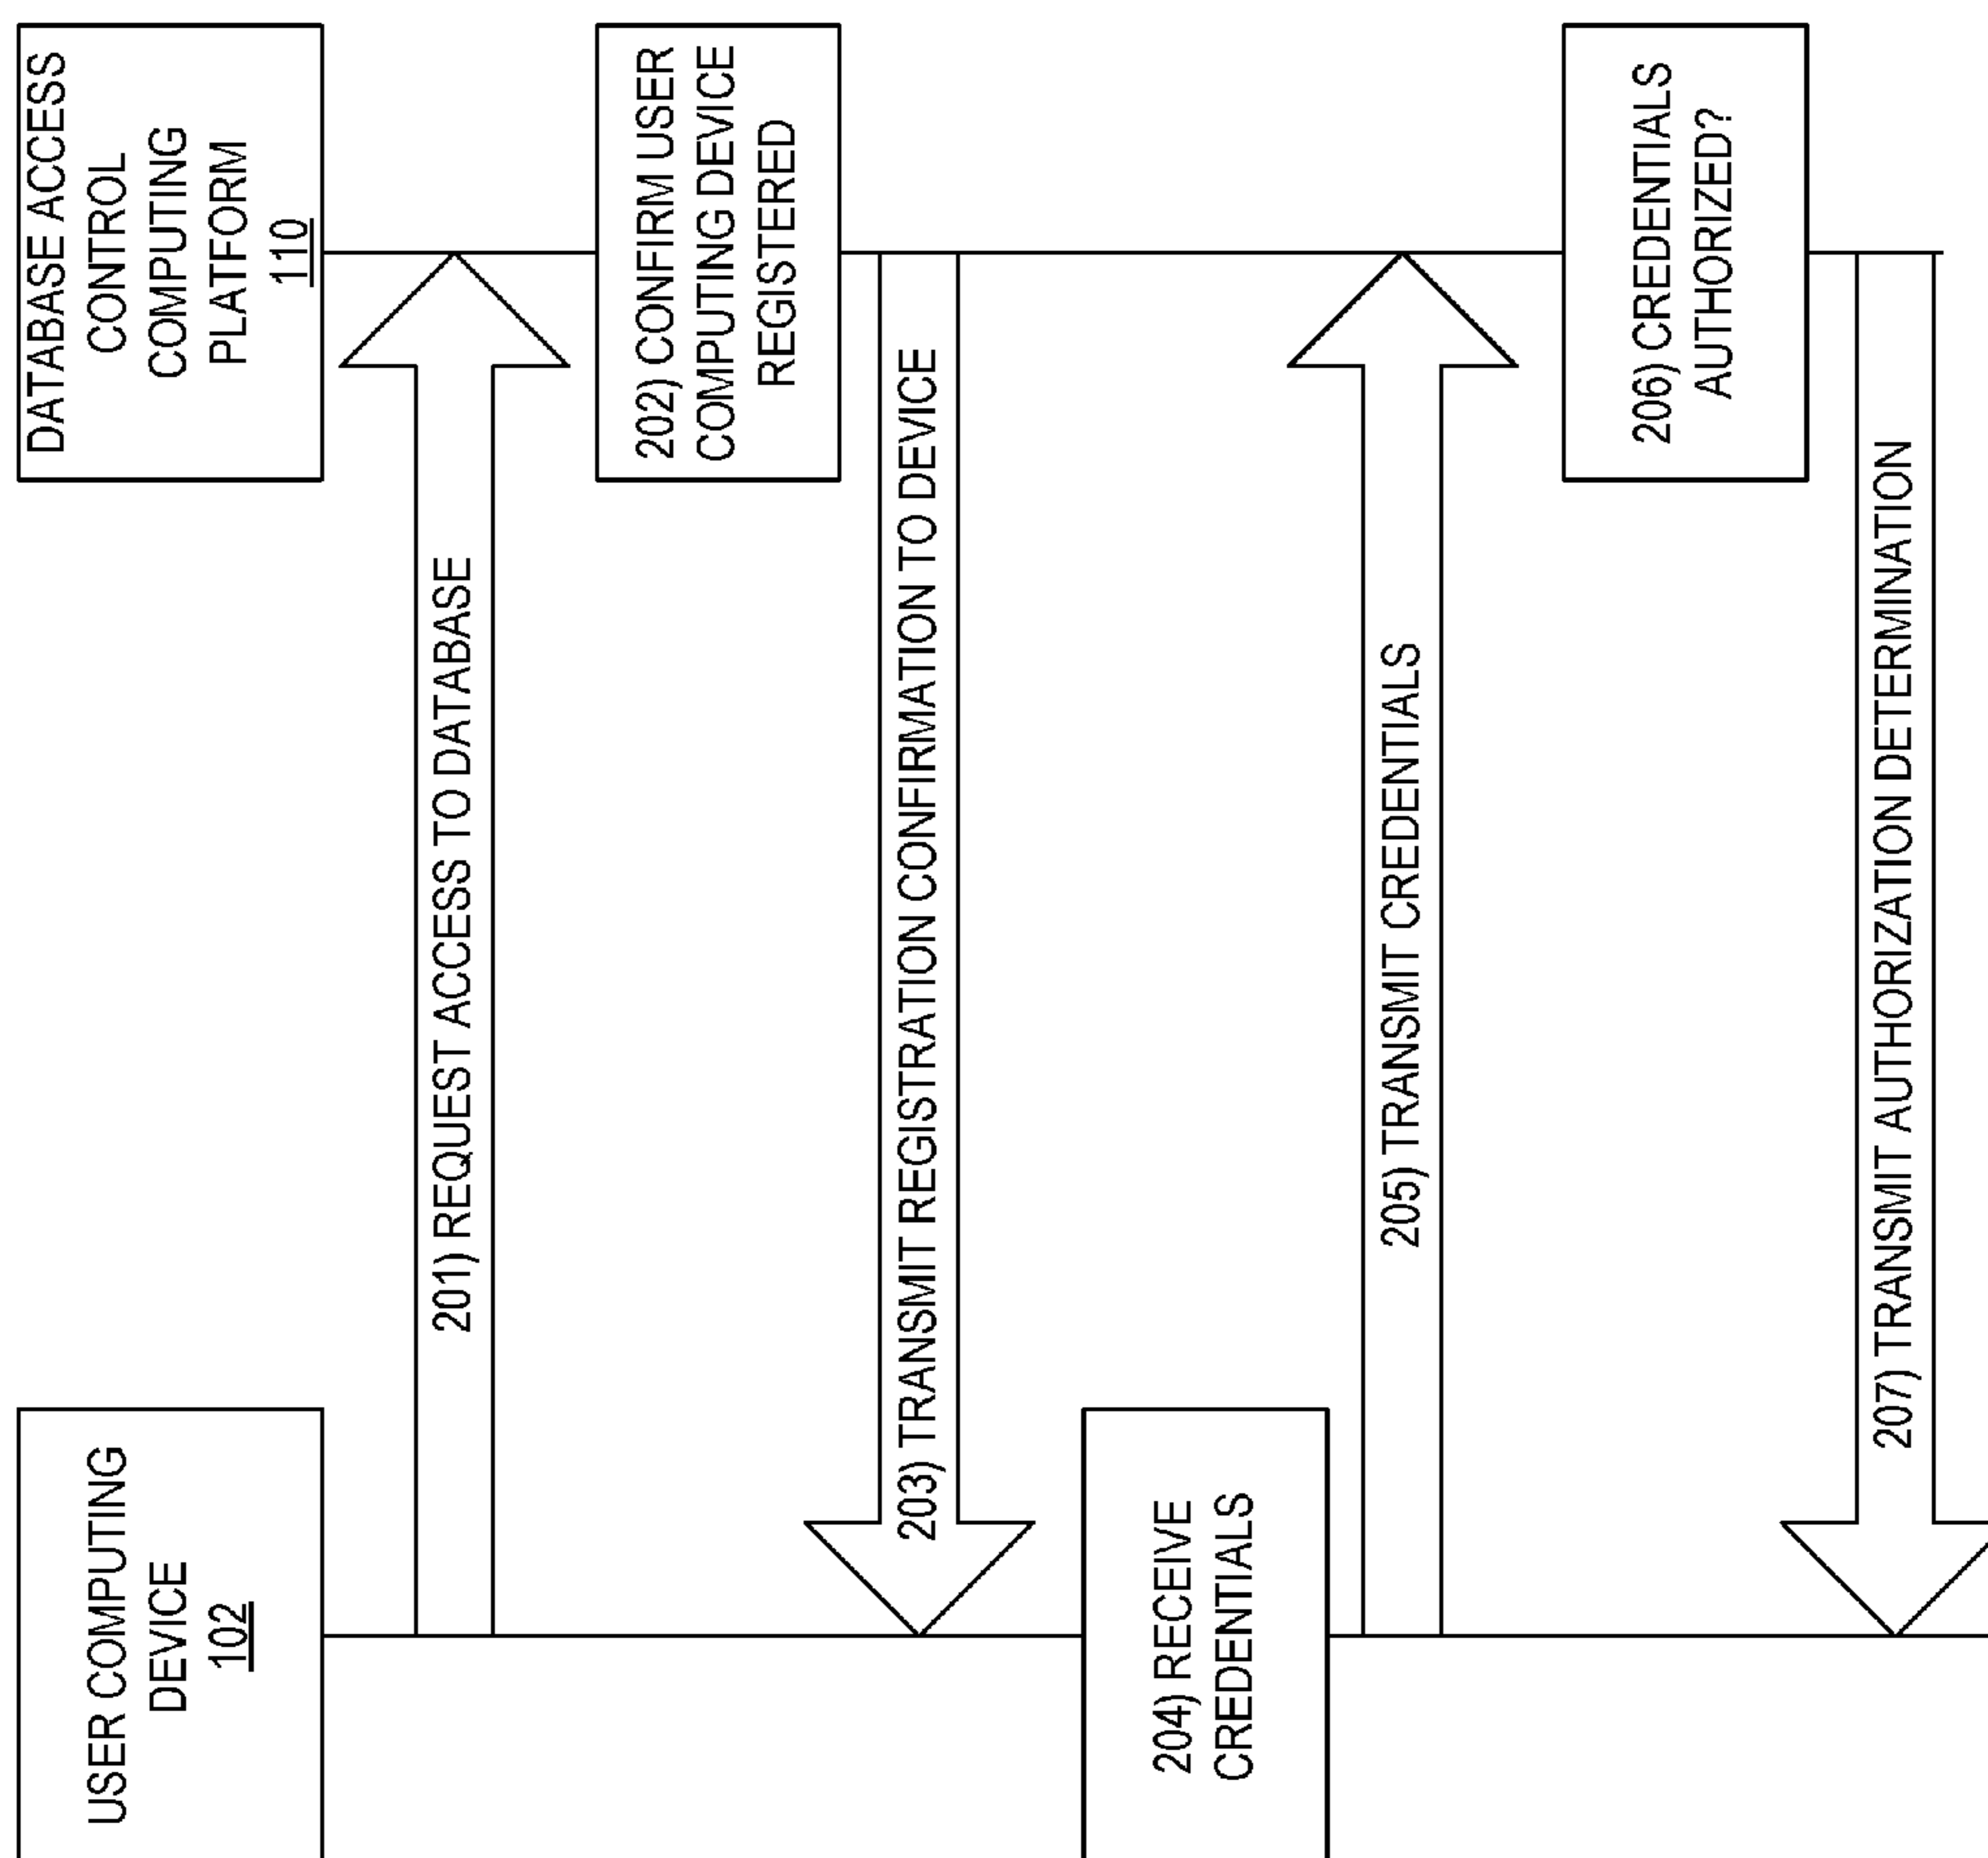 USER COMPUTING
DEVICE
102
DATABASE ACCESS
CONTROL
COMPUTING
PLATFORM
110
201) REQUEST ACCESS TO DATABASE
202) CONFIRM USER
COMPUTING DEVICE
REGISTERED
203) TRANSMIT REGISTRATION CONFIRMATION TO DEVICE
204) RECEIVE
CREDENTIALS
205) TRANSMIT CREDENTIALS
206) CREDENTIALS
AUTHORIZED?
207) TRANSMIT AUTHORIZATION DETERMINATION